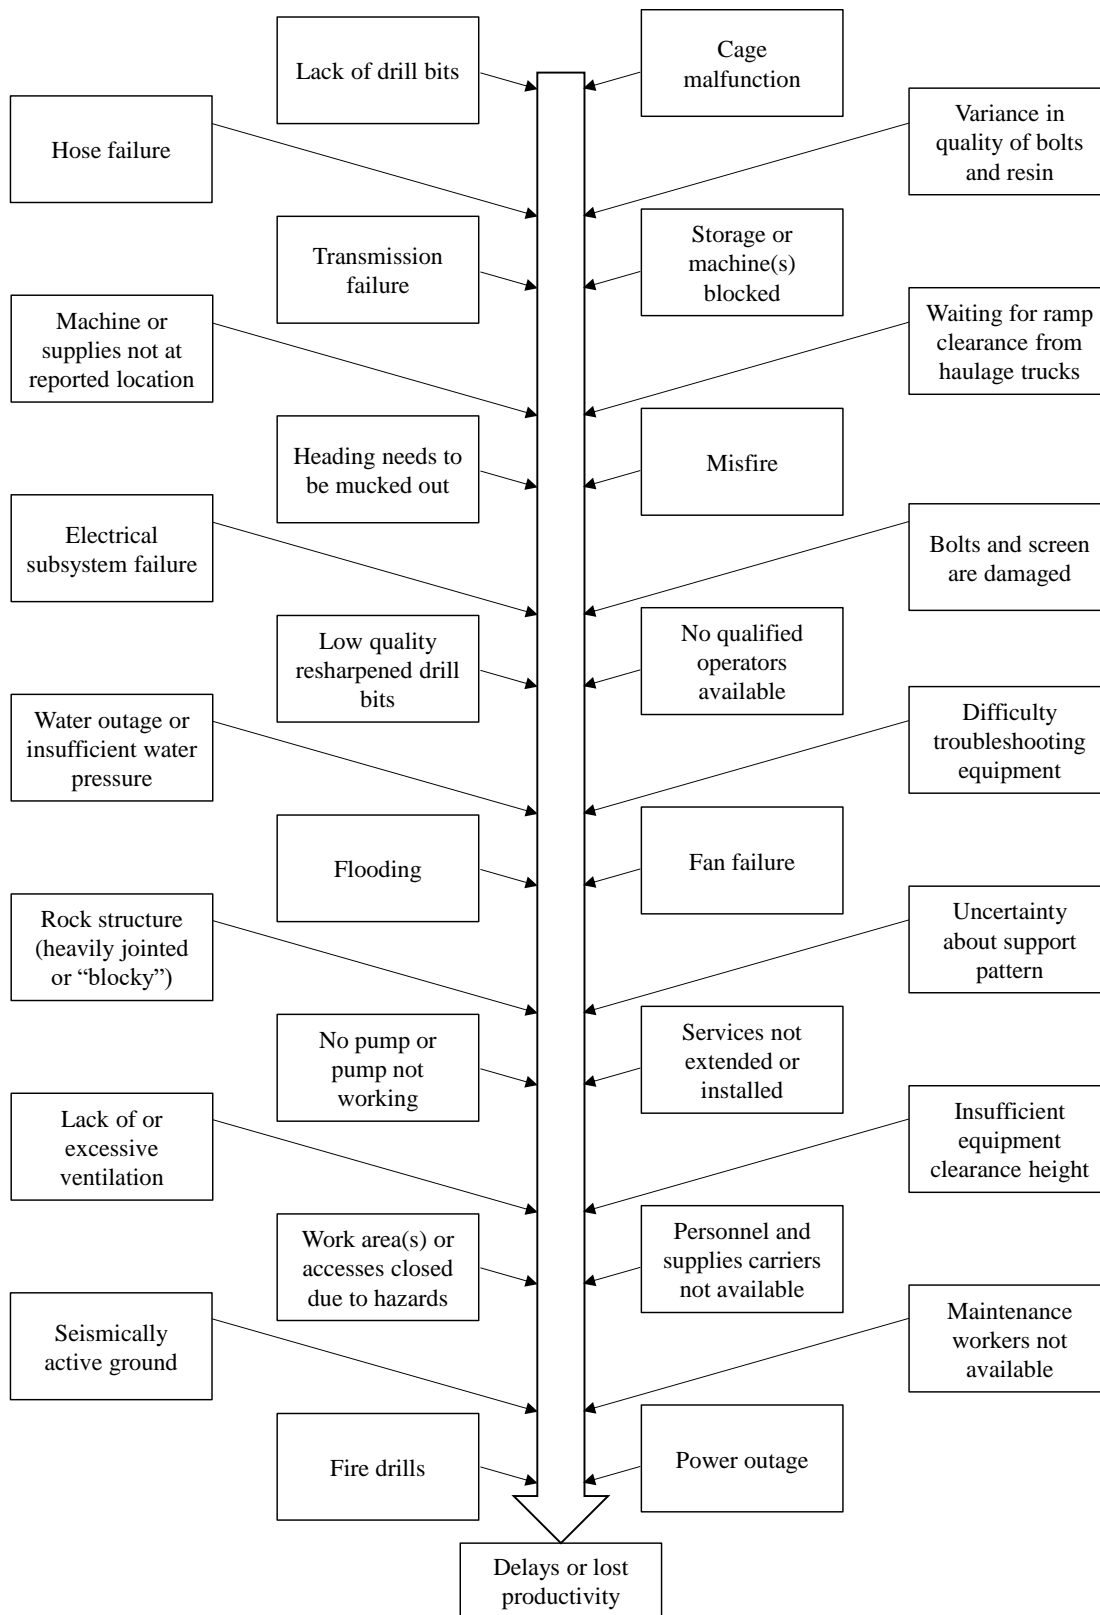 Lack of drill bits
Cage
malfunction
Hose failure
Variance in
quality of bolts
and resin
Transmission
failure
Storage or
machine(s)
blocked
Machine or
supplies not at
reported location
Waiting for ramp
clearance from
haulage trucks
Heading needs to
be mucked out
Misfire
Electrical
subsystem failure
Bolts and screen
are damaged
Low quality
resharpened drill
bits
No qualified
operators
available
Water outage or
insufficient water
pressure
Difficulty
troubleshooting
equipment
Flooding
Fan failure
Rock structure
(heavily jointed
or “blocky”)
Uncertainty
about support
pattern
No pump or
pump not
working
Services not
extended or
installed
Lack of or
excessive
ventilation
Insufficient
equipment
clearance height
Work area(s) or
accesses closed
due to hazards
Personnel and
supplies carriers
not available
Seismically
active ground
Maintenance
workers not
available
Fire drills
Power outage
Delays or lost
productivity